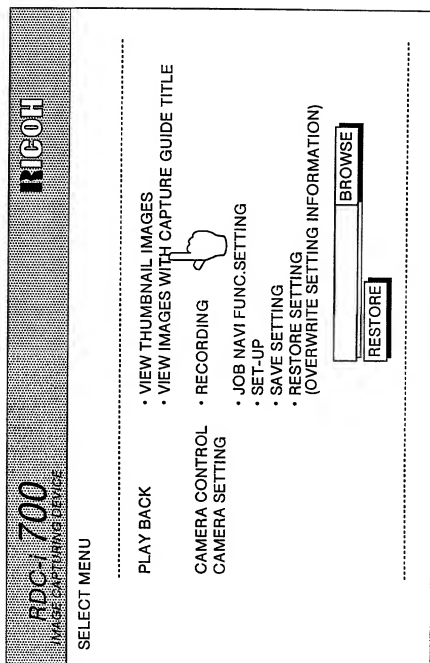 RDC-i 700
IMAGE CAPTURING DEVICE
RICOH
SELECT MENU
PLAY BACK
· VIEW THUMBNAIL IMAGES
· VIEW IMAGES WITH CAPTURE GUIDE TITLE
CAMERA CONTROL · RECORDING
CAMERA SETTING
· JOB NAVI FUNC.SETTING
· SET-UP
· SAVE SETTING
· RESTORE SETTING
(OVERWRITE SETTING INFORMATION)
BROWSE
RESTORE